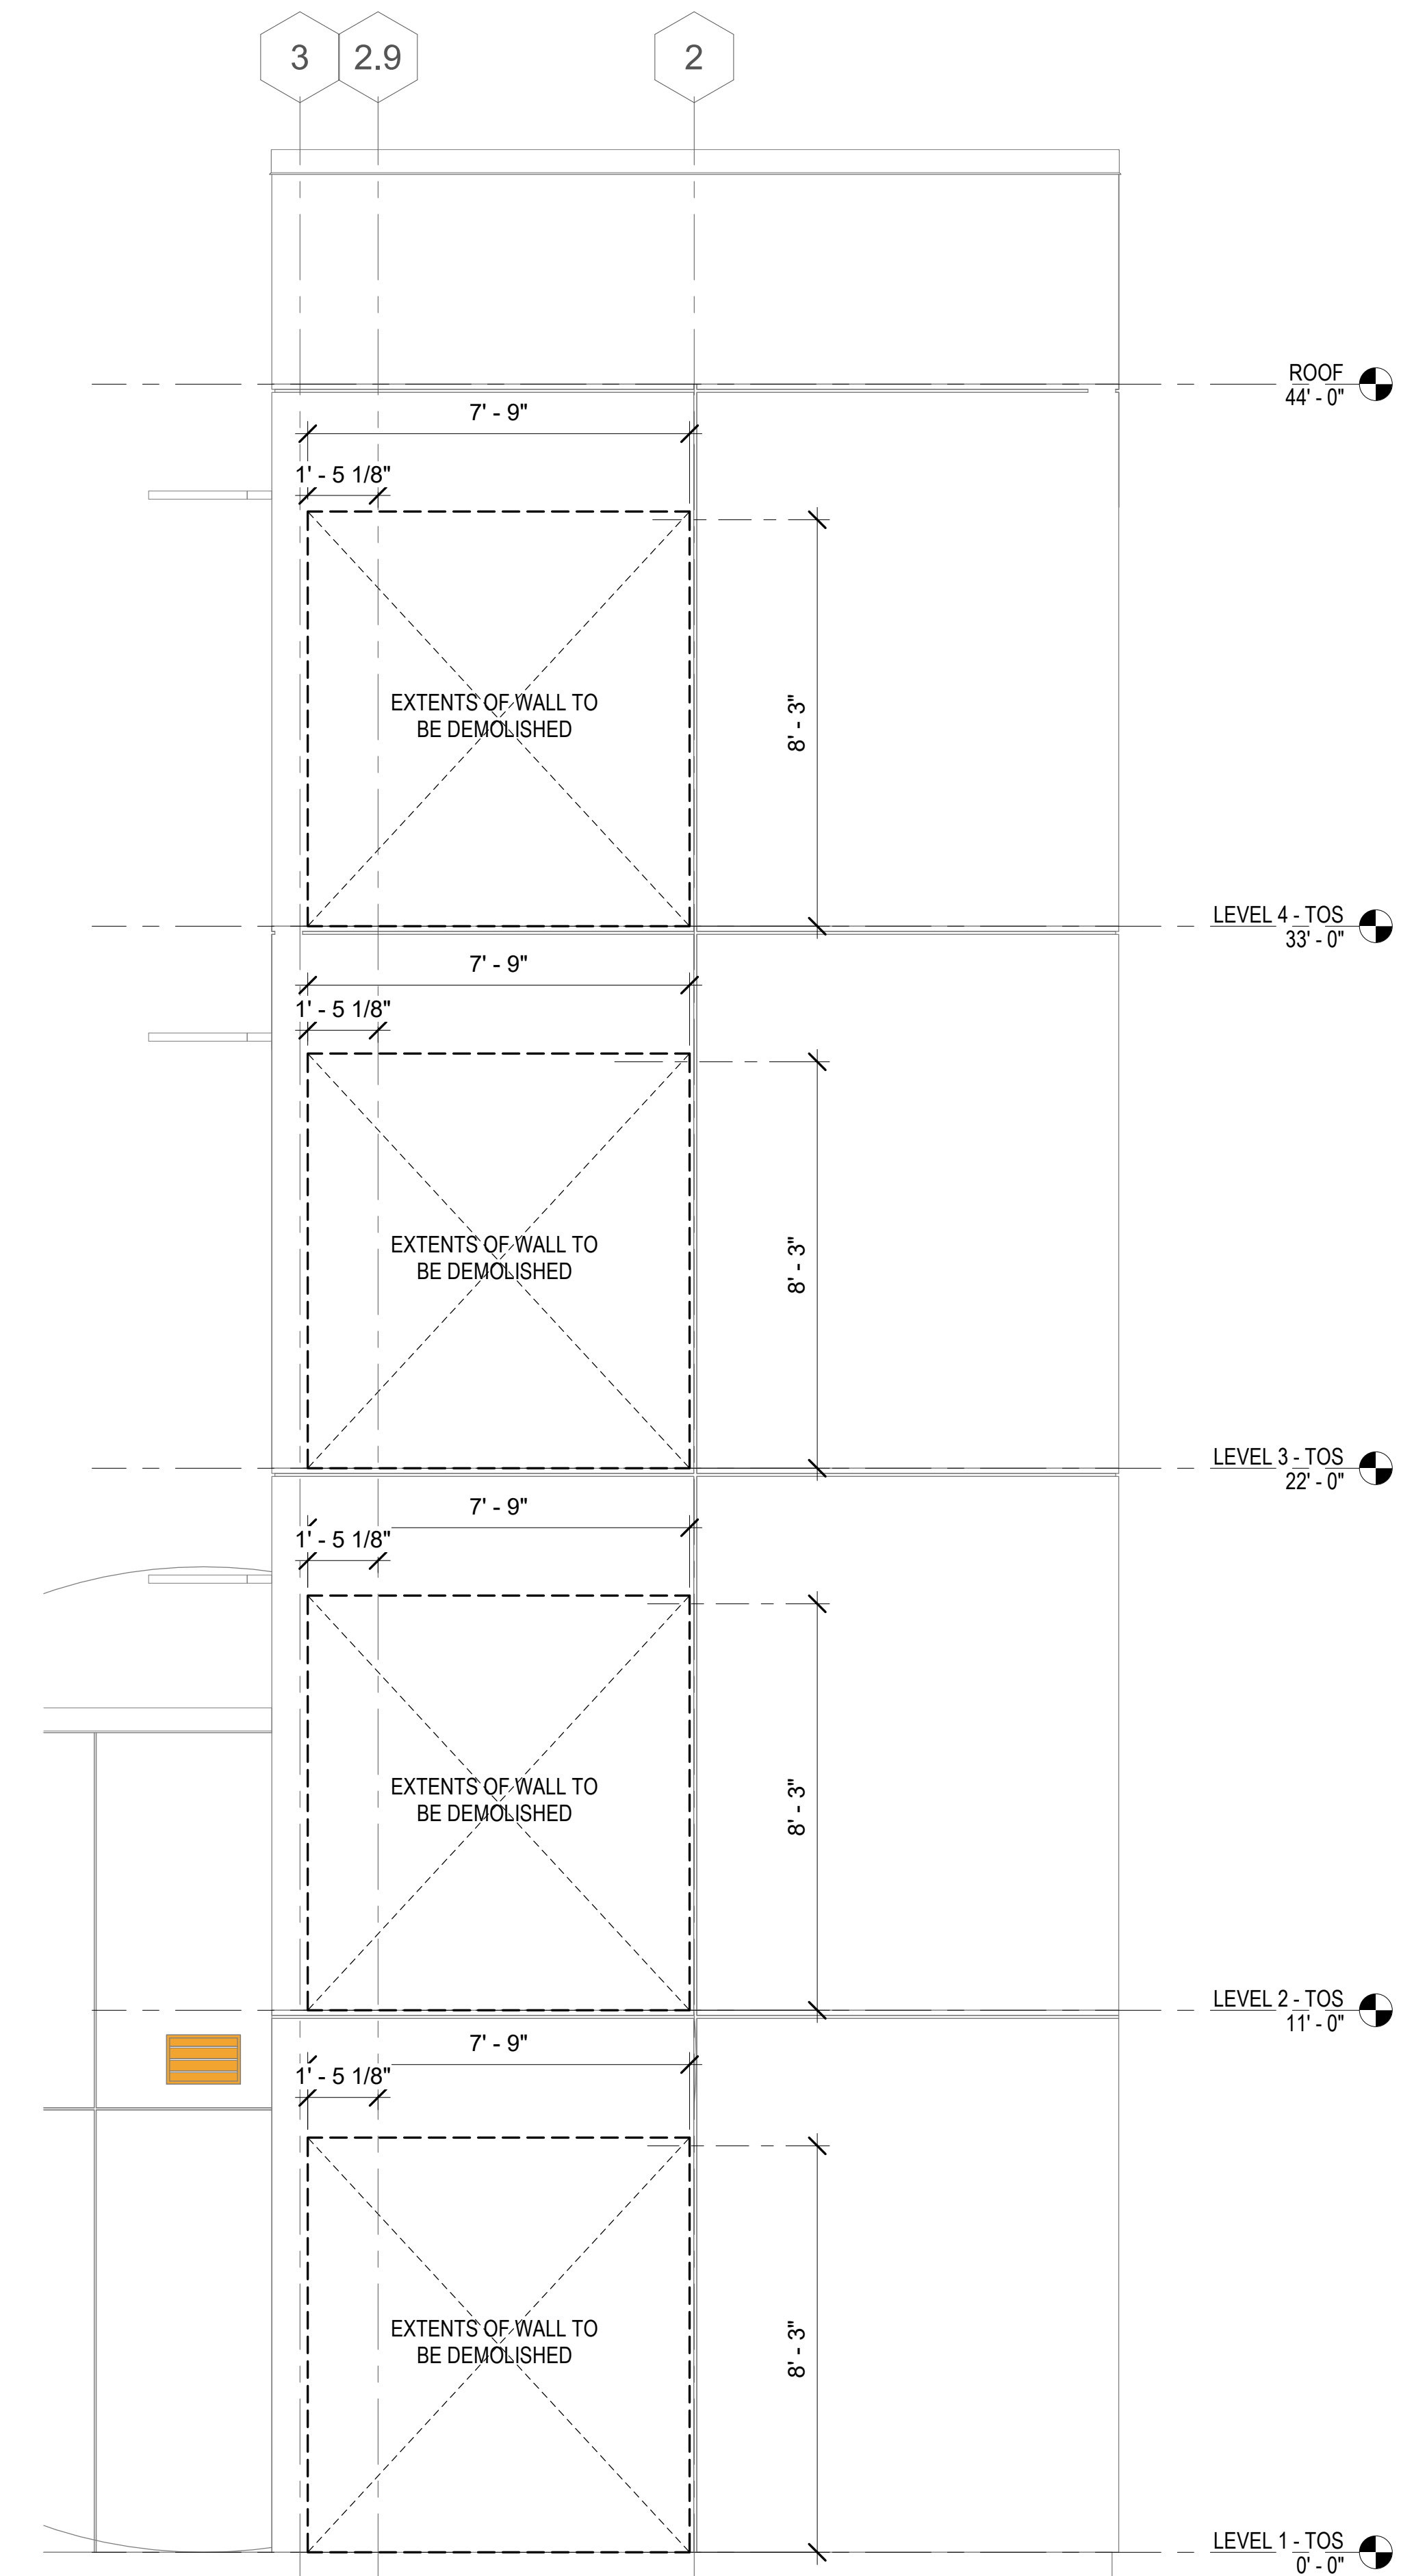 3
2.9
2
ROOF
44' - 0"
7' - 9"
1' - 5 1/8"
EXTENTS OF WALL TO
BE DEMOLISHED
8' - 3"
LEVEL 4 - TOS
33' - 0"
7' - 9"
1' - 5 1/8"
EXTENTS OF WALL TO
BE DEMOLISHED
8' - 3"
LEVEL 3 - TOS
22' - 0"
7' - 9"
1' - 5 1/8"
EXTENTS OF WALL TO
BE DEMOLISHED
8' - 3"
LEVEL 2 - TOS
11' - 0"
7' - 9"
1' - 5 1/8"
EXTENTS OF WALL TO
BE DEMOLISHED
8' - 3"
LEVEL 1 - TOS
0' - 0"